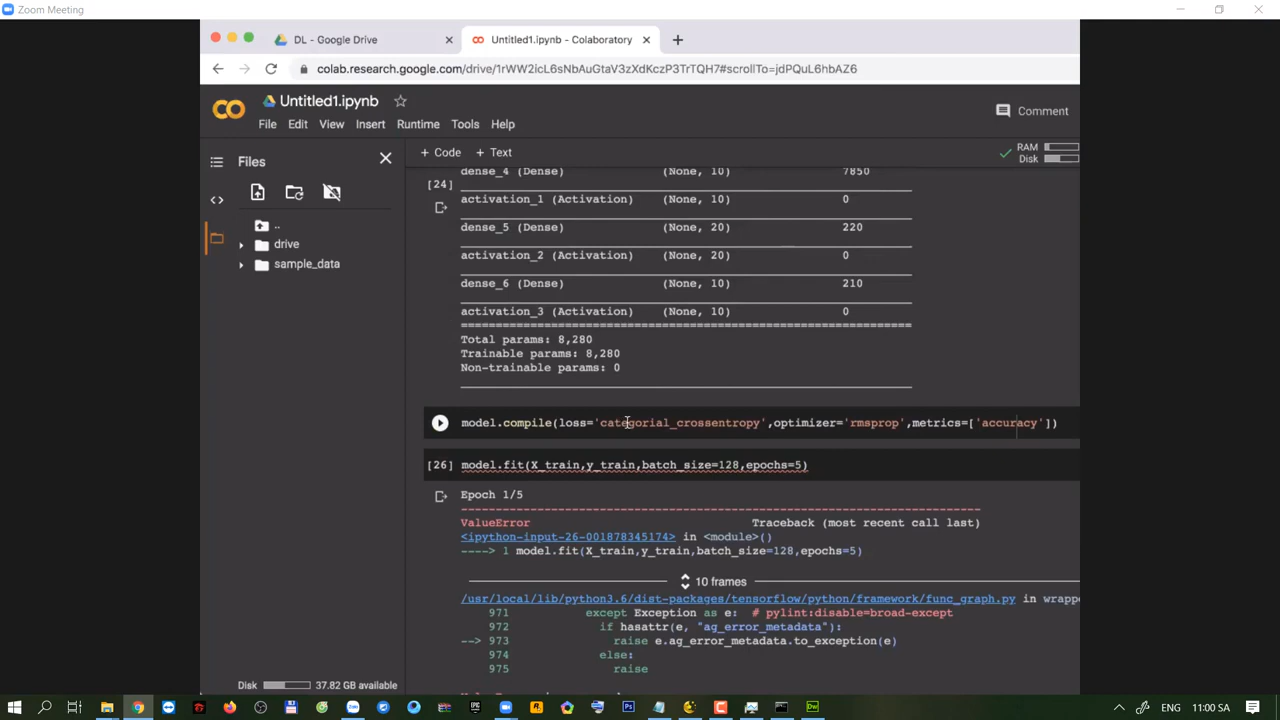 Zoom Meeting
DL - Google Drive
Untitled1.ipynb - Colaboratory
colab.research.google.com/drive/1rWW2icL6sNbAuGtaV3zXdKczP3TrTQH7#scrollTo=jdPQuL6hbAZ6
Untitled1.ipynb
Comment
File Edit View Insert Runtime Tools Help
Files
+ Code + Text
RAM
Disk
dense_4 (Dense) (None, 10) 7850
[24]
activation_1 (Activation) (None, 10) 0
dense_5 (Dense) (None, 20) 220
activation_2 (Activation) (None, 20) 0
dense_6 (Dense) (None, 10) 210
activation_3 (Activation) (None, 10) 0
Total params: 8,280
Trainable params: 8,280
Non-trainable params: 0
..
drive
sample_data
model.compile(loss='categorial_crossentropy',optimizer='rmsprop',metrics=['accuracy'])
[26] model.fit(X_train,y_train,batch_size=128,epochs=5)
Epoch 1/5
ValueError Traceback (most recent call last)
<ipython-input-26-001878345174> in <module>()
----> 1 model.fit(X_train,y_train,batch_size=128,epochs=5)
10 frames
/usr/local/lib/python3.6/dist-packages/tensorflow/python/framework/func_graph.py in wrappe
971 except Exception as e: # pylint:disable=broad-except
972 if hasattr(e, "ag_error_metadata"):
--> 973 raise e.ag_error_metadata.to_exception(e)
974 else:
975 raise
Disk 37.82 GB available
ENG 11:00 SA